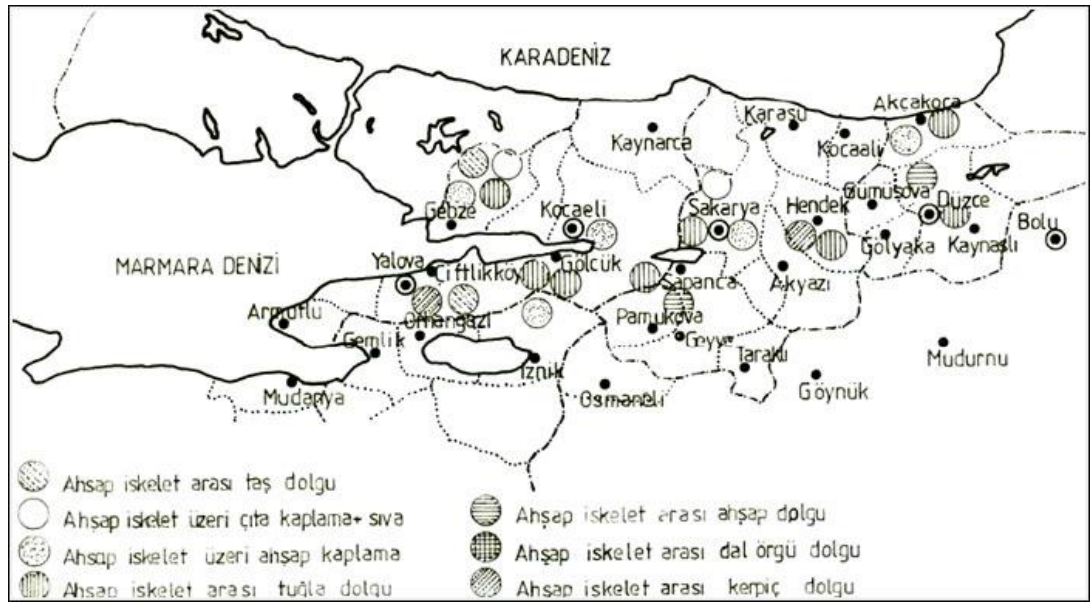 KARADENİZ
Akçakoca
Karasu
Kaynarca
Kocaali
Gümüşova
Düzce
Hendek
Sakarya
Kocaeli
Gebze
Bolu
Gölyaka
Kaynaşlı
MARMARA DENİZİ
Yalova
Çiftlikköy
Gölcük
Sapanca
Akyazı
Armutlu
Omangazi
Pamukova
Gemlik
Geyve
Mudurnu
İznik
Taraklı
Mudanya
Osmaneli
Göynük
Ahşap iskelet arası taş dolgu
Ahşap iskelet üzeri çıta kaplama+ sıva
Ahşap iskelet üzeri ahşap kaplama
Ahşap iskelet arası tuğla dolgu
Ahşap iskelet arası ahşap dolgu
Ahşap iskelet arası dal örgü dolgu
Ahşap iskelet arası kerpiç dolgu